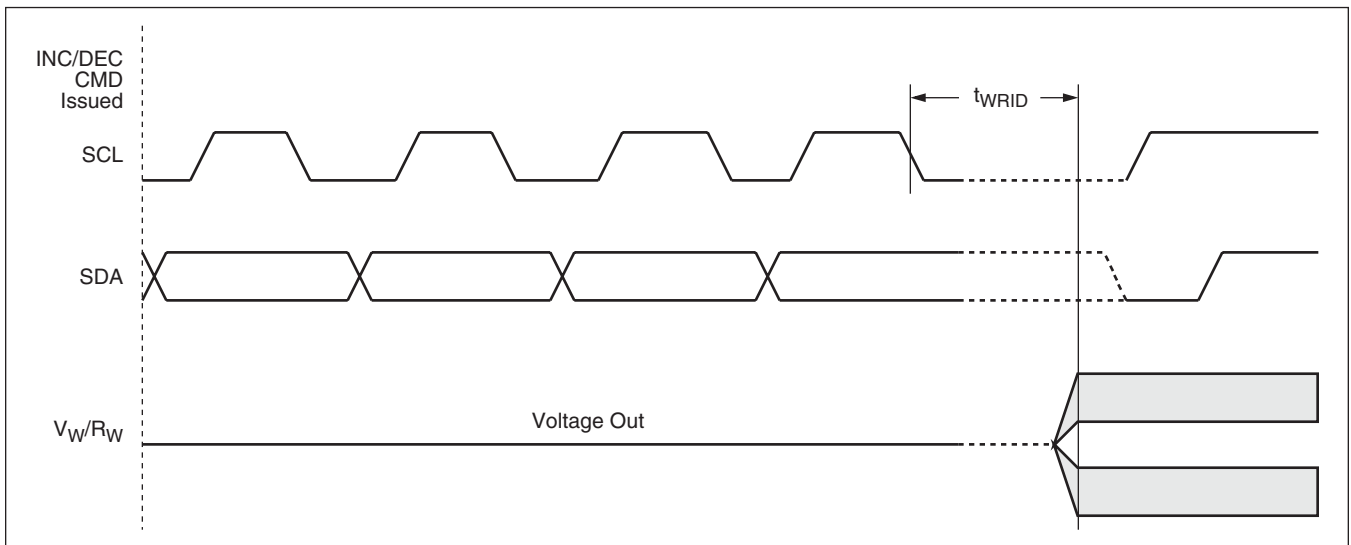 INC/DEC
CMD
Issued
tWRID
SCL
SDA
Voltage Out
VW/RW